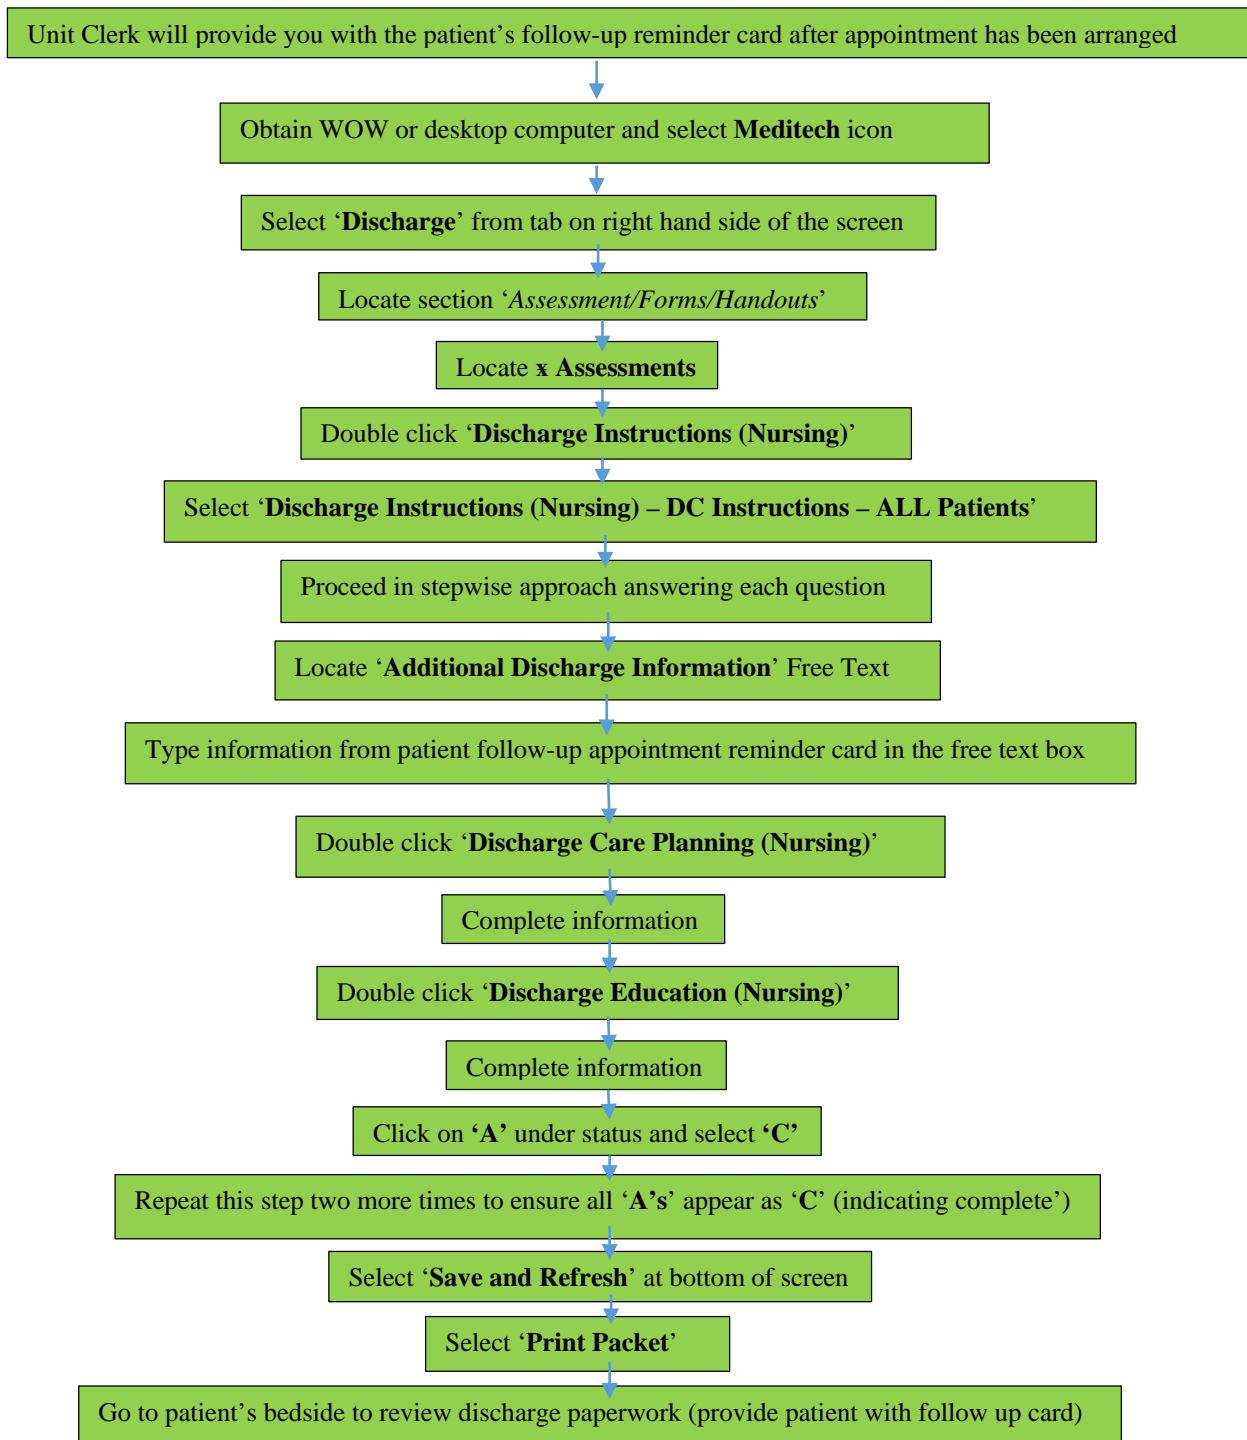 Unit Clerk will provide you with the patient’s follow-up reminder card after appointment has been arranged
Obtain WOW or desktop computer and select Meditech icon
Select ‘Discharge’ from tab on right hand side of the screen
Locate section ‘Assessment/Forms/Handouts’
Locate x Assessments
Double click ‘Discharge Instructions (Nursing)’
Select ‘Discharge Instructions (Nursing) – DC Instructions – ALL Patients’
Proceed in stepwise approach answering each question
Locate ‘Additional Discharge Information’ Free Text
Type information from patient follow-up appointment reminder card in the free text box
Double click ‘Discharge Care Planning (Nursing)’
Complete information
Double click ‘Discharge Education (Nursing)’
Complete information
Click on ‘A’ under status and select ‘C’
Repeat this step two more times to ensure all ‘A’s’ appear as ‘C’ (indicating complete’)
Select ‘Save and Refresh’ at bottom of screen
Select ‘Print Packet’
Go to patient’s bedside to review discharge paperwork (provide patient with follow up card)